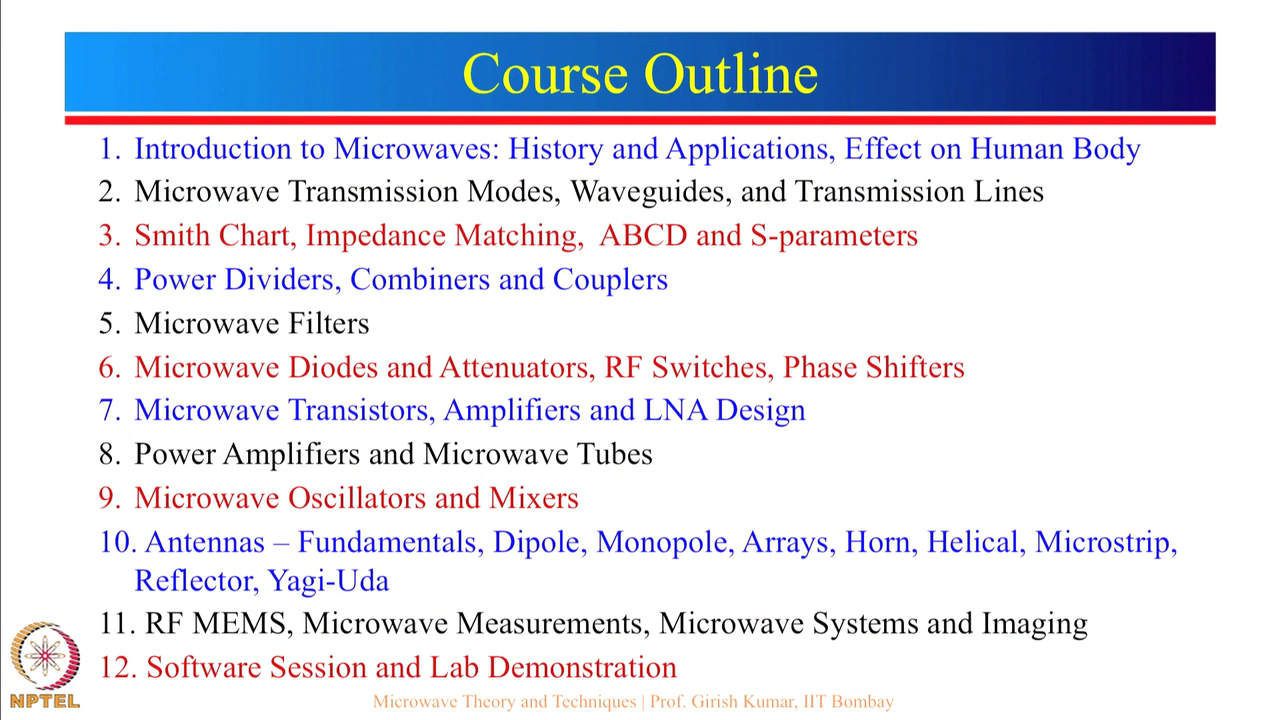 Course Outline
1. Introduction to Microwaves: History and Applications, Effect on Human Body
2. Microwave Transmission Modes, Waveguides, and Transmission Lines
3. Smith Chart, Impedance Matching,  ABCD and S-parameters
4. Power Dividers, Combiners and Couplers
5. Microwave Filters
6. Microwave Diodes and Attenuators, RF Switches, Phase Shifters
7. Microwave Transistors, Amplifiers and LNA Design
8. Power Amplifiers and Microwave Tubes
9. Microwave Oscillators and Mixers
10. Antennas – Fundamentals, Dipole, Monopole, Arrays, Horn, Helical, Microstrip,
Reflector, Yagi-Uda
11. RF MEMS, Microwave Measurements, Microwave Systems and Imaging
12. Software Session and Lab Demonstration
NPTEL
Microwave Theory and Techniques | Prof. Girish Kumar, IIT Bombay